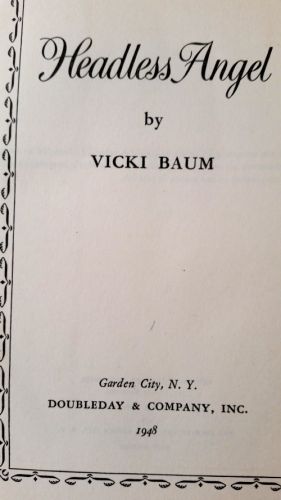 Headless Angel
by
VICKI BAUM
Garden City, N. Y.
DOUBLEDAY & COMPANY, INC.
1948